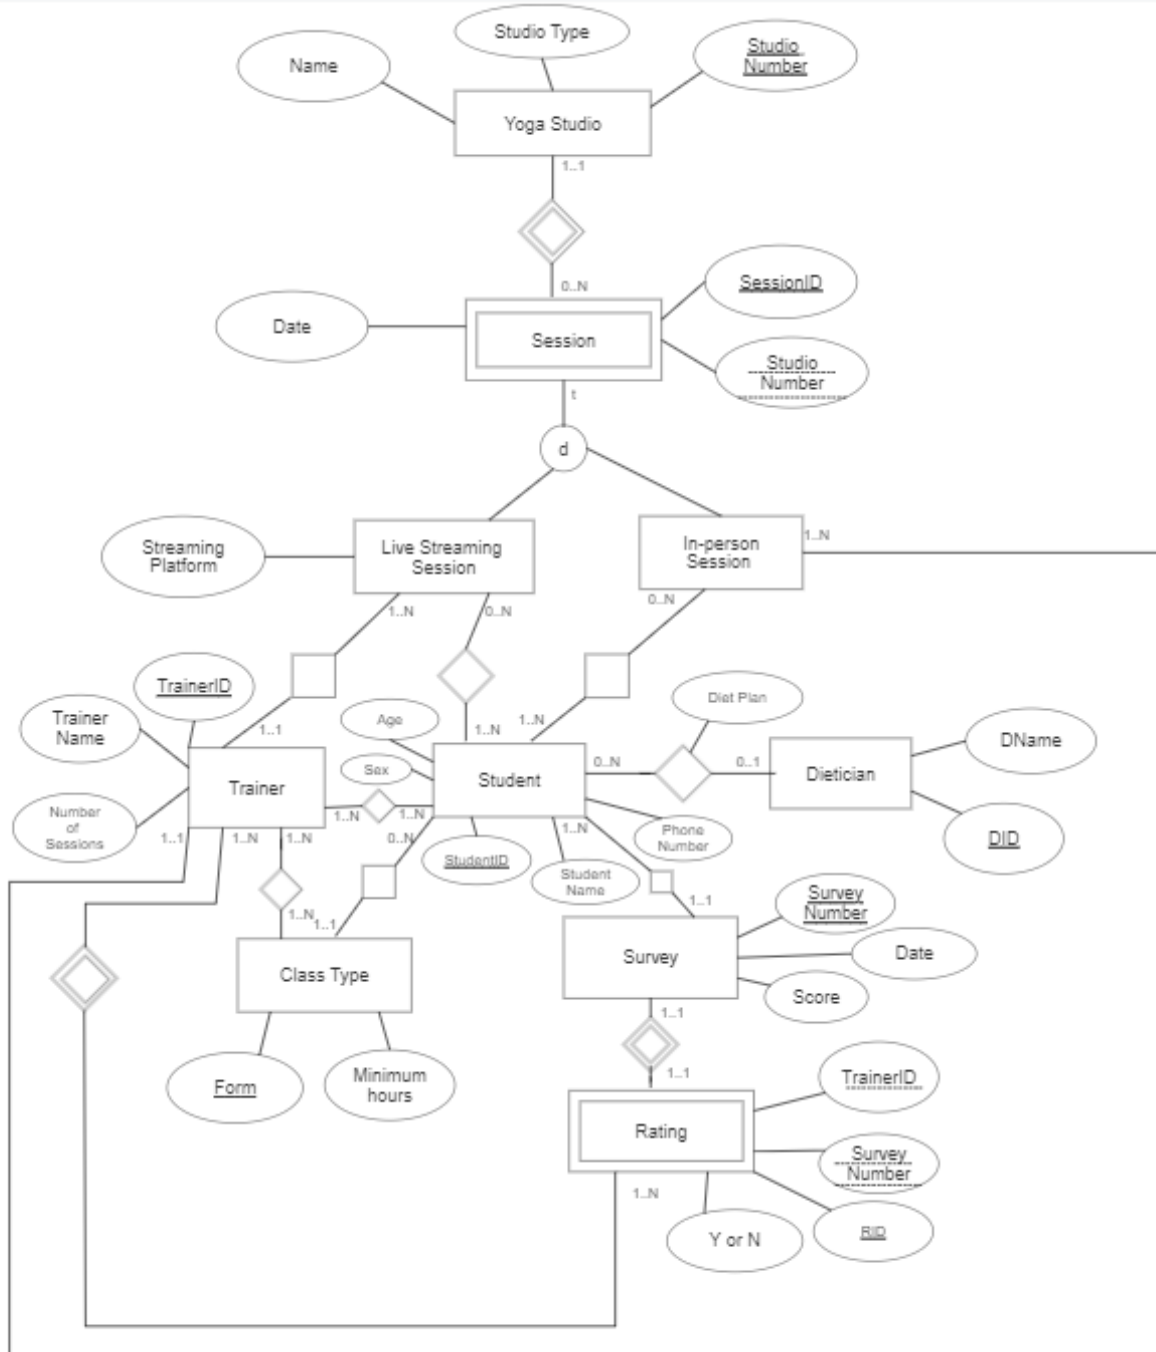 Studio Type
Studio
Number
Name
Yoga Studio
1..1
0..N
SessionID
Date
Session
Studio
Number
t
d
Streaming
Platform
Live Streaming
Session
In-person
Session
1..N
1..N
0..N
0..N
TrainerID
Trainer
Name
Age
Diet Plan
1..1
1..N
1..N
DName
Sex
Trainer
Student
0..N
0..1
Dietician
Number
of
Sessions
1..N
1..N
1..1
1..N
1..N
0..N
1..N
Phone
Number
DID
StudentID
Student
Name
1..N
1..1
1..1
Survey
Number
Class Type
Survey
Date
Score
1..1
Form
Minimum
hours
1..1
TrainerID
Rating
Survey
Number
1..N
Y or N
RID